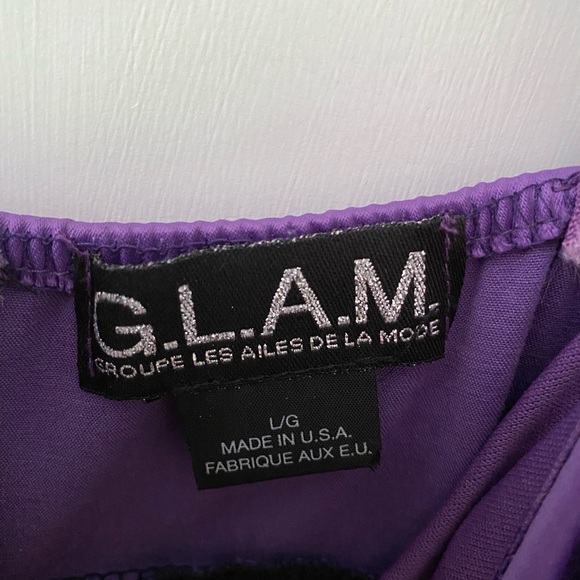 G.L.A.M.
GROUPE LES AILES DE LA MODE
L/G
MADE IN U.S.A.
FABRIQUE AUX E.U.